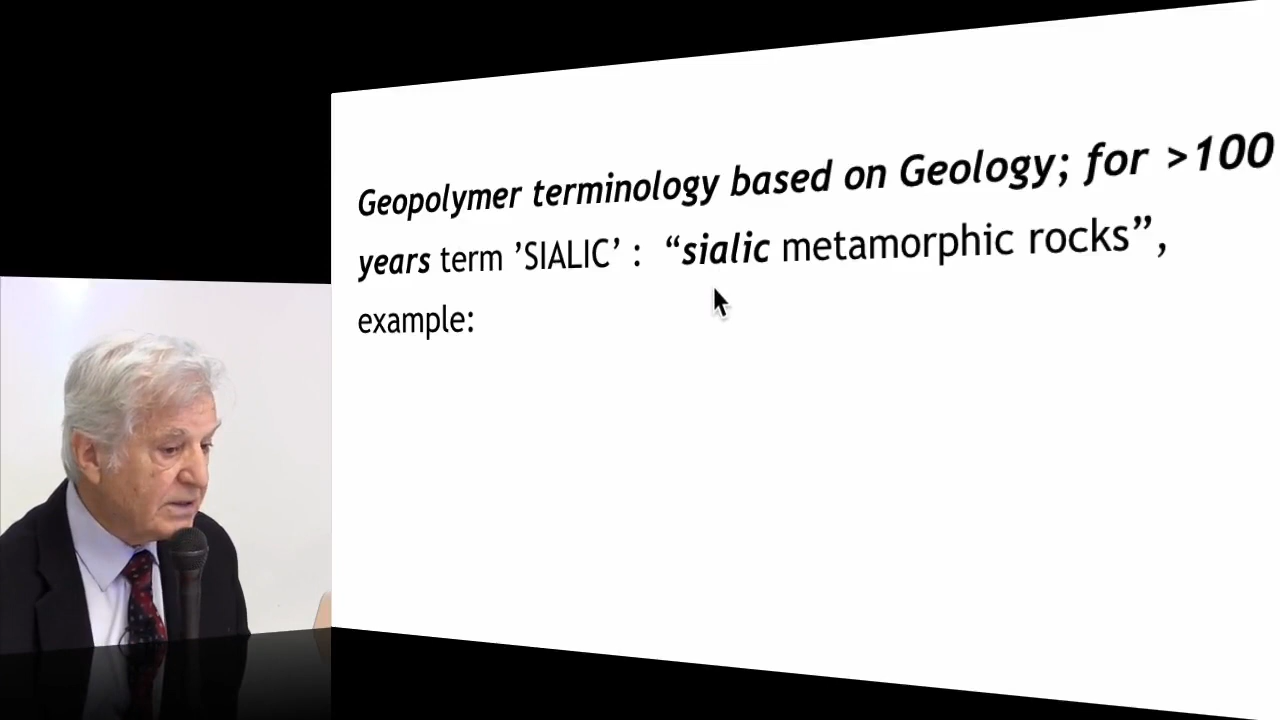 Geopolymer terminology based on Geology; for >100
years term ’SIALIC’ : “sialic metamorphic rocks”,
example: